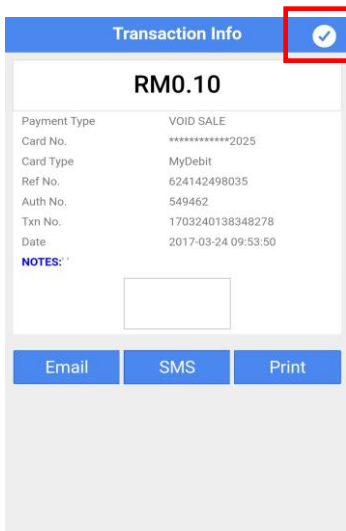 Transaction Info
RM0.10
Payment Type VOID SALE
Card No. ************2025
Card Type MyDebit
Ref No. 624142498035
Auth No. 549462
Txn No. 1703240138348278
Date 2017-03-24 09:53:50
NOTES:' '
Email SMS Print